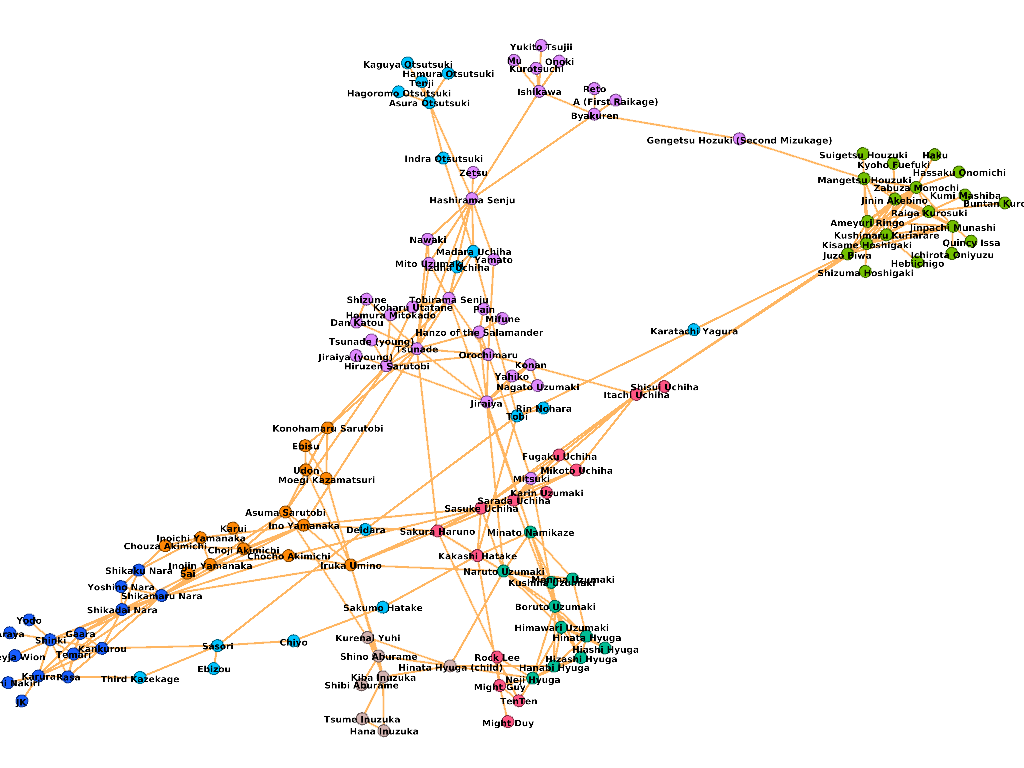 Yukito Tsujii
Mu
Onoki
Kurotsuchi
Kaguya Otsutsuki
Hamura Otsutsuki
Tenji
Hagoromo Otsutsuki
Asura Otsutsuki
Ishikawa
Reto
A (First Raikage)
Byakuren
Gengetsu Hozuki (Second Mizukage)
Indra Otsutsuki
Zetsu
Hashirama Senju
Suigetsu Houzuki
Haku
Kyoho Fuefuki
Hassaku Onomichi
Mangetsu Houzuki
Zabuza Momochi
Kumi Mashiba
Jinin Akebino
Buntan Kuro
Raiga Kurosuki
Ameyuri Ringo
Jinpachi Munashi
Kushimaru Kuriarare
Kisame Hoshigaki
Quincy Issa
Juzo Biwa
Ichirota Oniyuzu
Hebiichigo
Shizuma Hoshigaki
Nawaki
Madara Uchiha
Mito Uzumaki
Izuna Uchiha
Yamato
Shizune
Tobirama Senju
Koharu Utatane
Homura Mitokado
Pain
Dan Katou
Mifune
Hanzo of the Salamander
Karatachi Yagura
Tsunade (young)
Tsunade
Jiraiya (young)
Orochimaru
Hiruzen Sarutobi
Konan
Yahiko
Nagato Uzumaki
Shisui Uchiha
Itachi Uchiha
Jiraiya
Rin Nohara
Tobi
Konohamaru Sarutobi
Ebisu
Fugaku Uchiha
Udon
Mikoto Uchiha
Moegi Kazamatsuri
Mitsuki
Karin Uzumaki
Sarada Uchiha
Sasuke Uchiha
Asuma Sarutobi
Ino Yamanaka
Karui
Deidara
Sakura Haruno
Minato Namikaze
Inoichi Yamanaka
Chouza Akimichi
Choji Akimichi
Chocho Akimichi
Kakashi Hatake
Inojin Yamanaka
Sai
Iruka Umino
Shikaku Nara
Naruto Uzumaki
Yoshino Nara
Shikamaru Nara
Kushina Uzumaki
Shikadai Nara
Sakumo Hatake
Boruto Uzumaki
Yodo
Himawari Uzumaki
araya
Gaara
Shinki
Kurenai Yuhi
Hinata Hyuga
Sasori
Chiyo
Kankurou
Hiashi Hyuga
Temari
Shino Aburame
Rock Lee
Hizashi Hyuga
Hinata Hyuga (child)
Hanabi Hyuga
Ebizou
Karura
Rasa
Third Kazekage
Kiba Inuzuka
Neji Hyuga
Shibi Aburame
Might Guy
JK
TenTen
Tsume Inuzuka
Might Duy
Hana Inuzuka